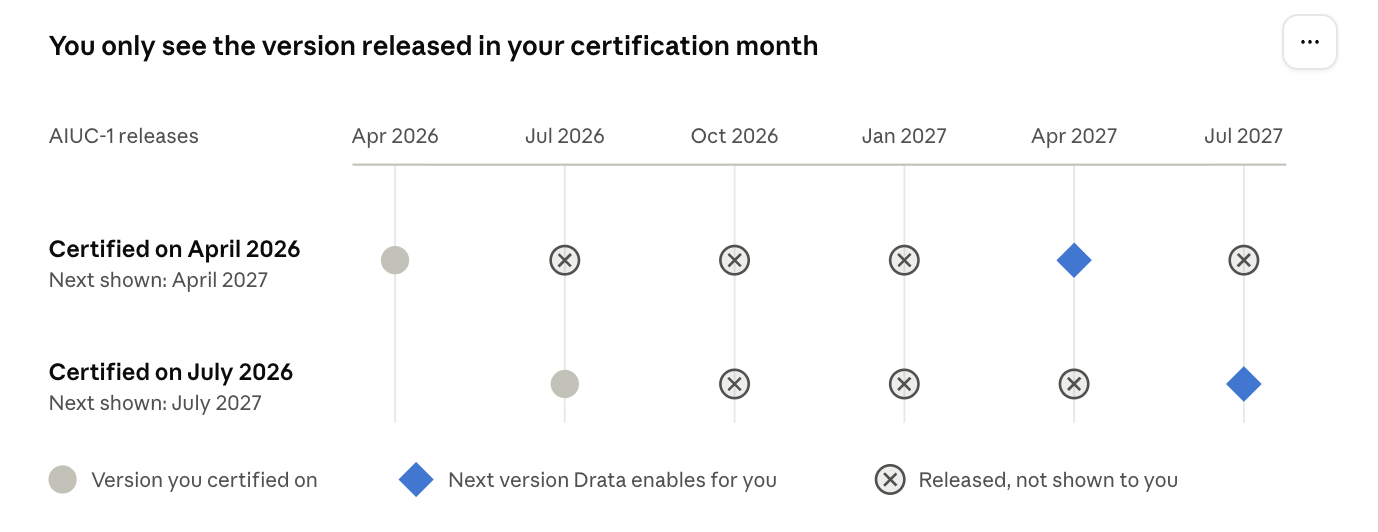 You only see the version released in your certification month
AIUC-1 releases
Apr 2026
Jul 2026
Oct 2026
Jan 2027
Apr 2027
Jul 2027
Certified on April 2026
Next shown: April 2027
Certified on July 2026
Next shown: July 2027
Version you certified on
Next version Drata enables for you
Released, not shown to you